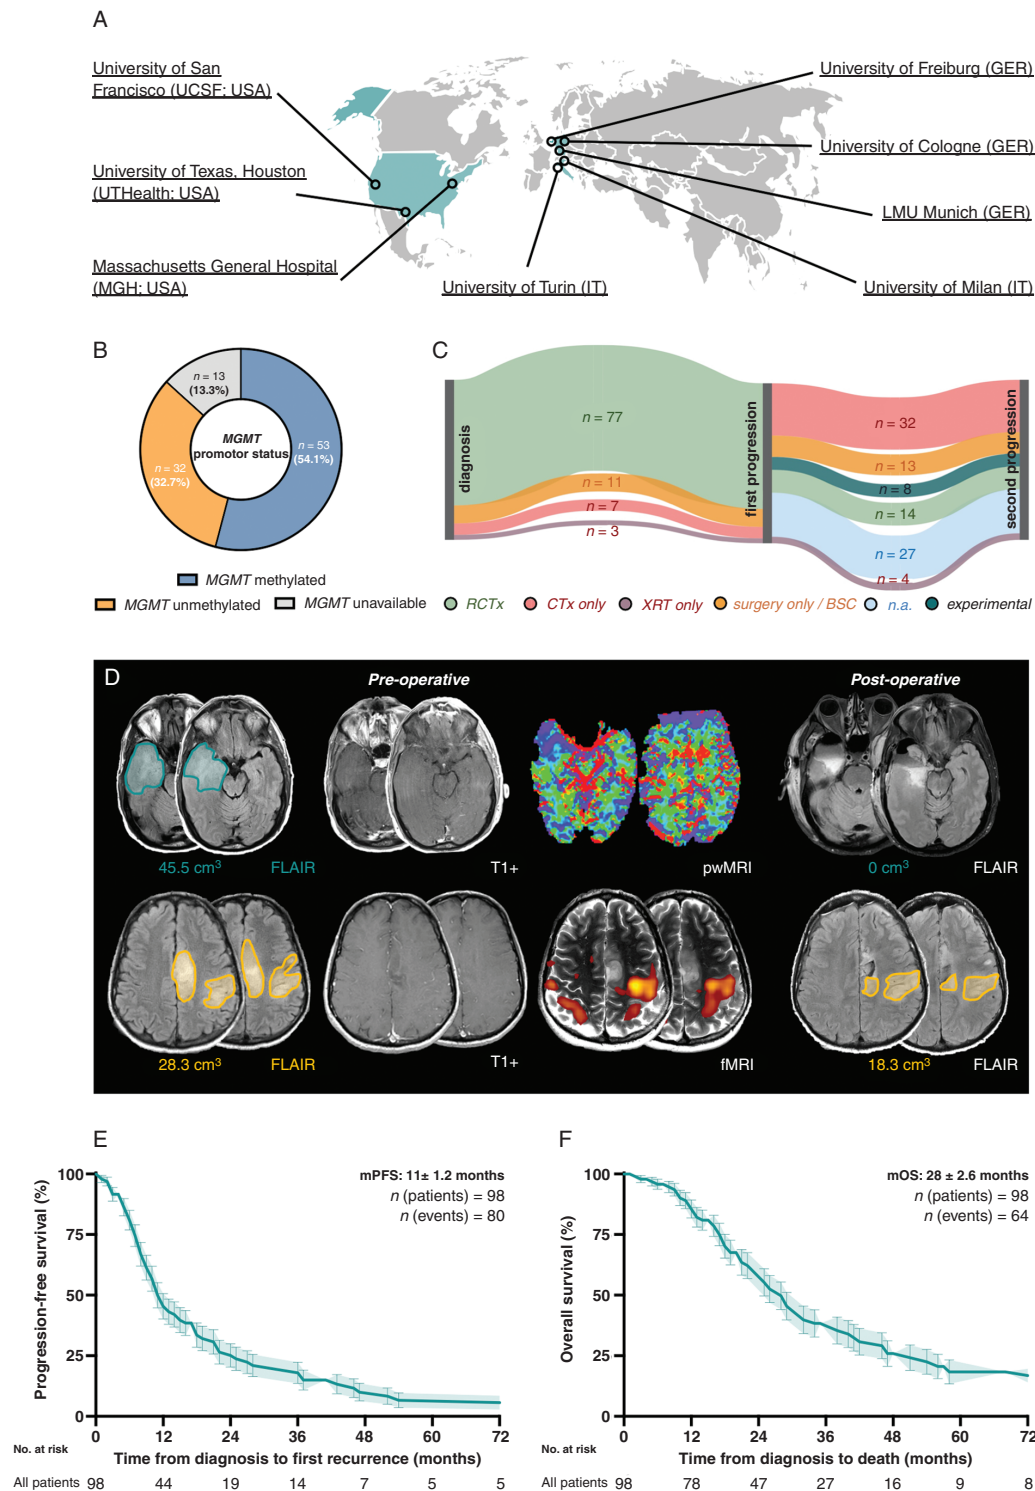 A
University of San
Francisco (UCSF; USA)
University of Freiburg (GER)
University of Cologne (GER)
University of Texas, Houston
(UTHealth; USA)
LMU Munich (GER)
Massachusetts General Hospital
(MGH; USA)
University of Turin (IT)
University of Milan (IT)
B
n = 13
(13.3%)
MGMT
promotor status
n = 53
(54.1%)
n = 32
(32.7%)
MGMT methylated
MGMT unmethylated
MGMT unavailable
C
diagnosis
n = 77
n = 11
n = 7
n = 3
first progression
n = 32
n = 13
n = 8
n = 14
n = 27
n = 4
second progression
RCTx
CTx only
XRT only
surgery only / BSC
n.a.
experimental
D
Pre-operative
Post-operative
45.5 cm³
FLAIR
T1+
pwMRI
0 cm³
FLAIR
28.3 cm³
FLAIR
T1+
fMRI
18.3 cm³
FLAIR
E
mPFS: 11± 1.2 months
n (patients) = 98
n (events) = 80
Progression-free survival (%)
100
75
50
25
0
0 12 24 36 48 60 72
Time from diagnosis to first recurrence (months)
No. at risk
All patients 98 44 19 14 7 5 5
F
mOS: 28 ± 2.6 months
n (patients) = 98
n (events) = 64
Overall survival (%)
100
75
50
25
0
0 12 24 36 48 60 72
Time from diagnosis to death (months)
No. at risk
All patients 98 78 47 27 16 9 8